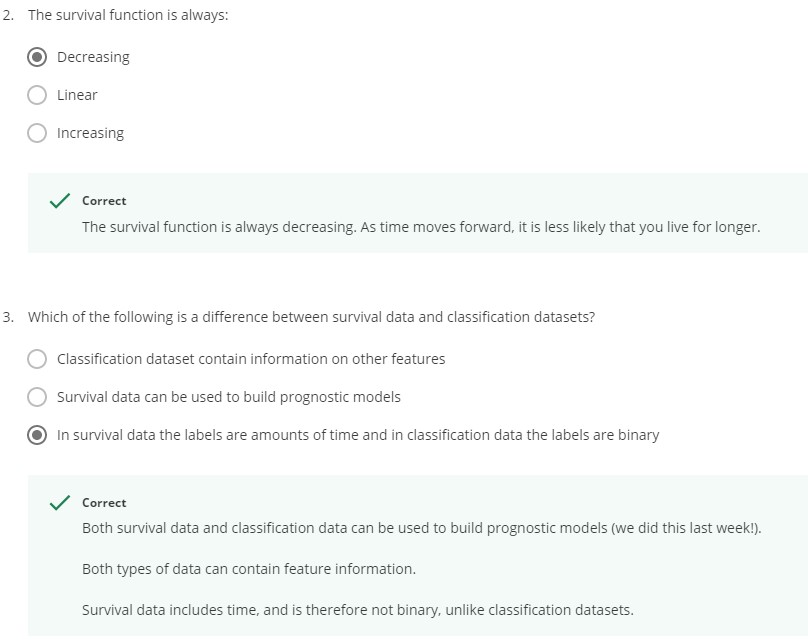 2. The survival function is always:
Decreasing
Linear
Increasing
Correct
The survival function is always decreasing. As time moves forward, it is less likely that you live for longer.
3. Which of the following is a difference between survival data and classification datasets?
Classification dataset contain information on other features
Survival data can be used to build prognostic models
In survival data the labels are amounts of time and in classification data the labels are binary
Correct
Both survival data and classification data can be used to build prognostic models (we did this last week!).
Both types of data can contain feature information.
Survival data includes time, and is therefore not binary, unlike classification datasets.